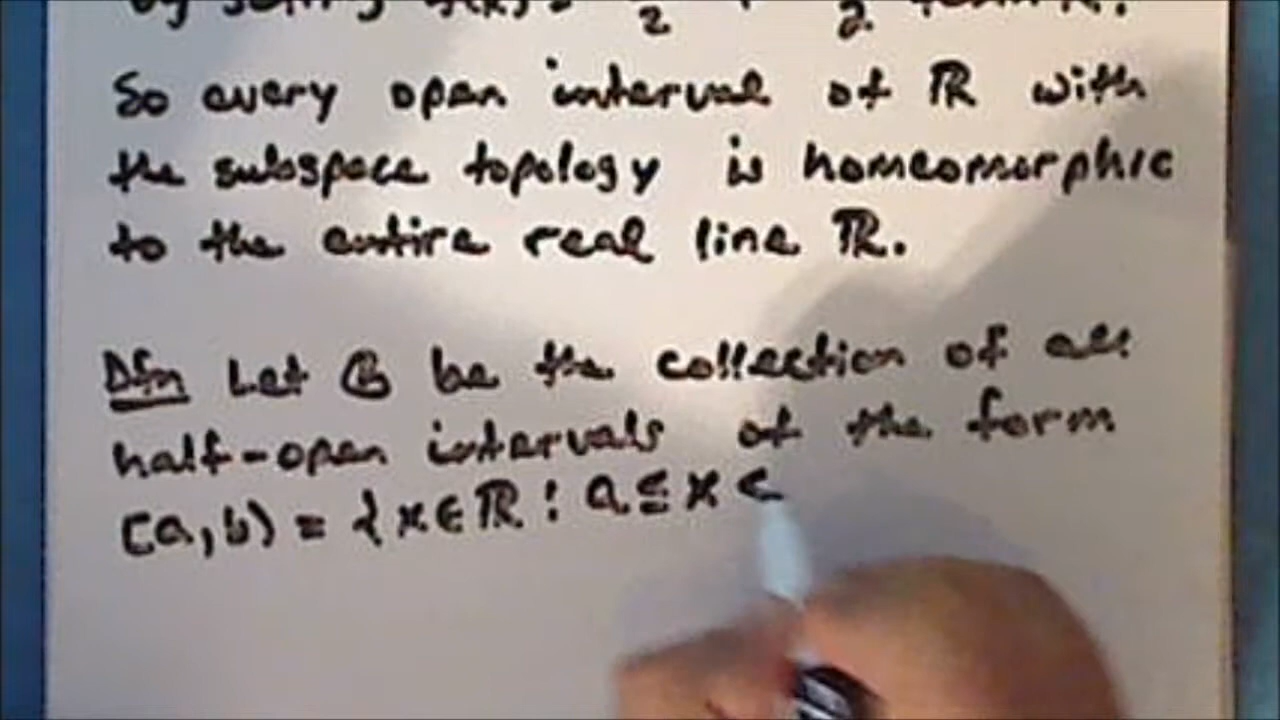 by
So every open interval of ℝ with
the subspace topology is homeomorphic
to the entire real line ℝ.
Dfn Let ℬ be the collection of all
half-open intervals of the form
[a,b) = {x∈ℝ : a≤x<